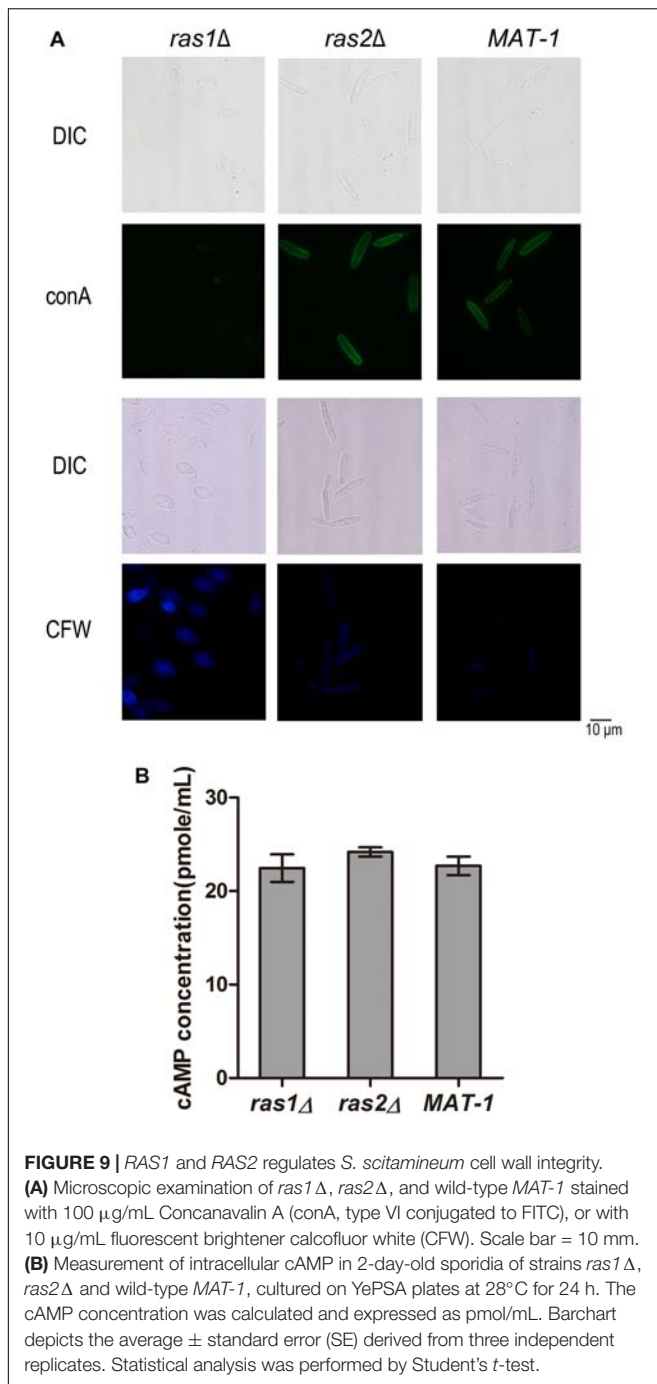 A ras1Δ ras2Δ MAT-1
DIC
conA
DIC
CFW
10 µm
B
cAMP concentration(pmole/mL)
30
20
10
0
ras1Δ ras2Δ MAT-1
FIGURE 9 | RAS1 and RAS2 regulates S. scitamineum cell wall integrity.
(A) Microscopic examination of ras1Δ, ras2Δ, and wild-type MAT-1 stained
with 100 µg/mL Concanavalin A (conA, type VI conjugated to FITC), or with
10 µg/mL fluorescent brightener calcofluor white (CFW). Scale bar = 10 mm.
(B) Measurement of intracellular cAMP in 2-day-old sporidia of strains ras1Δ,
ras2Δ and wild-type MAT-1, cultured on YePSA plates at 28°C for 24 h. The
cAMP concentration was calculated and expressed as pmol/mL. Barchart
depicts the average ± standard error (SE) derived from three independent
replicates. Statistical analysis was performed by Student's t-test.